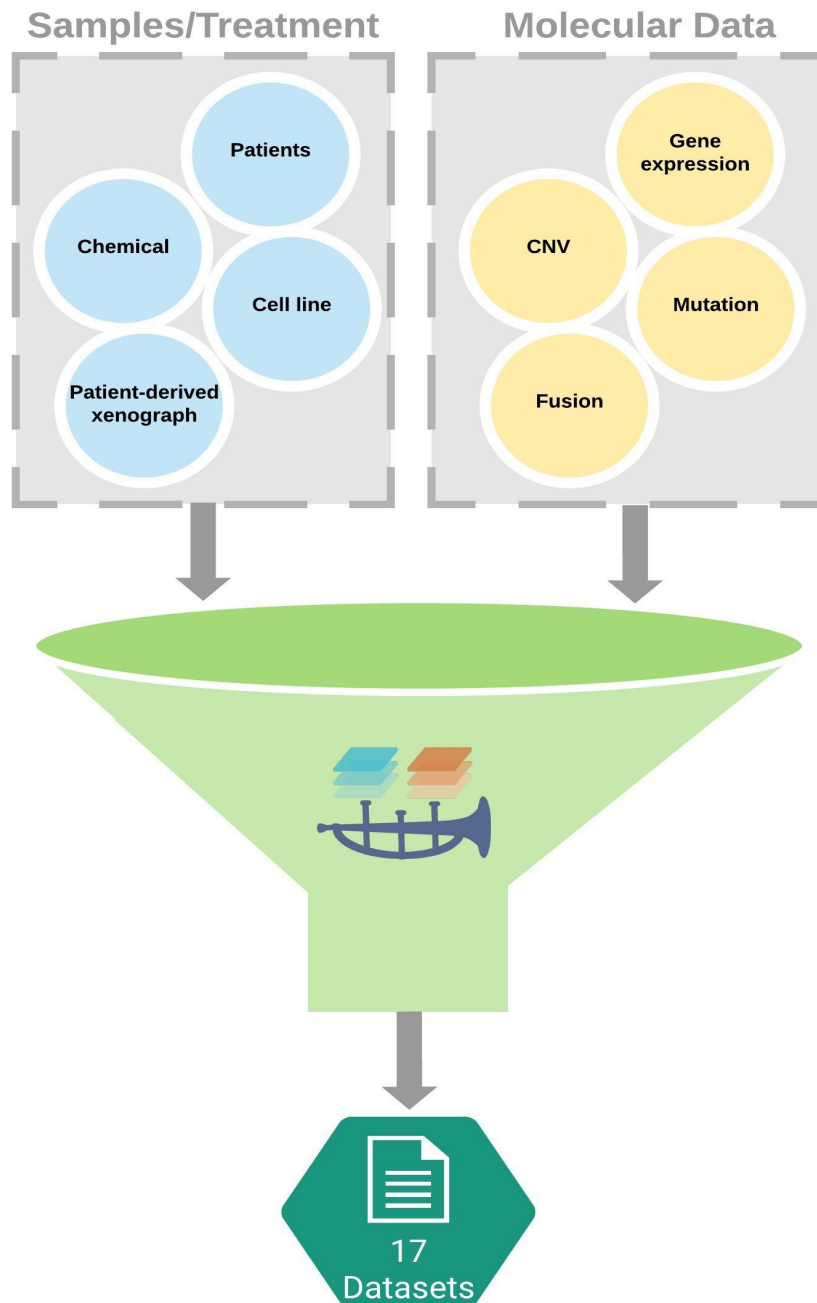 Samples/Treatment
Patients
Chemical
Cell line
Patient-derived
xenograph
Molecular Data
Gene
expression
CNV
Mutation
Fusion
17
Datasets